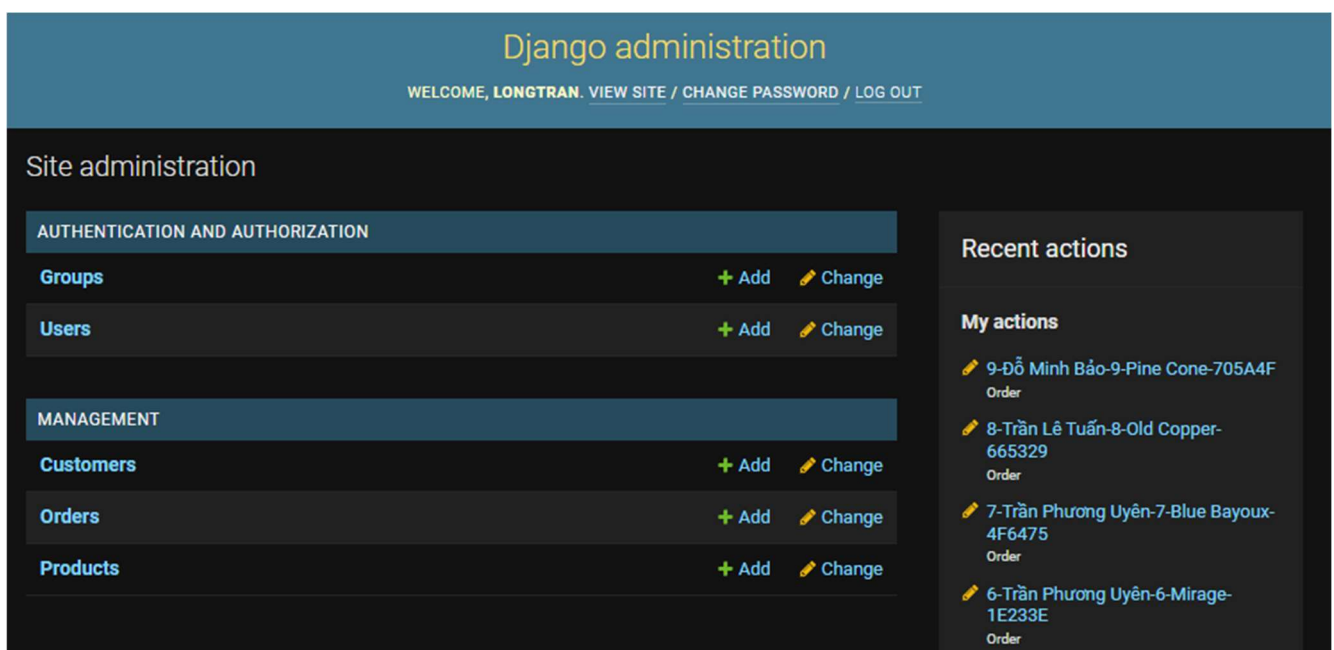 Django administration
WELCOME, LONGTRAN. VIEW SITE / CHANGE PASSWORD / LOG OUT
Site administration
AUTHENTICATION AND AUTHORIZATION
Groups Add Change
Users Add Change
MANAGEMENT
Customers Add Change
Orders Add Change
Products Add Change
Recent actions
My actions
9-Đỗ Minh Bảo-9-Pine Cone-705A4F
Order
8-Trần Lê Tuấn-8-Old Copper-
665329
Order
7-Trần Phương Uyên-7-Blue Bayoux-
4F6475
Order
6-Trần Phương Uyên-6-Mirage-
1E233E
Order